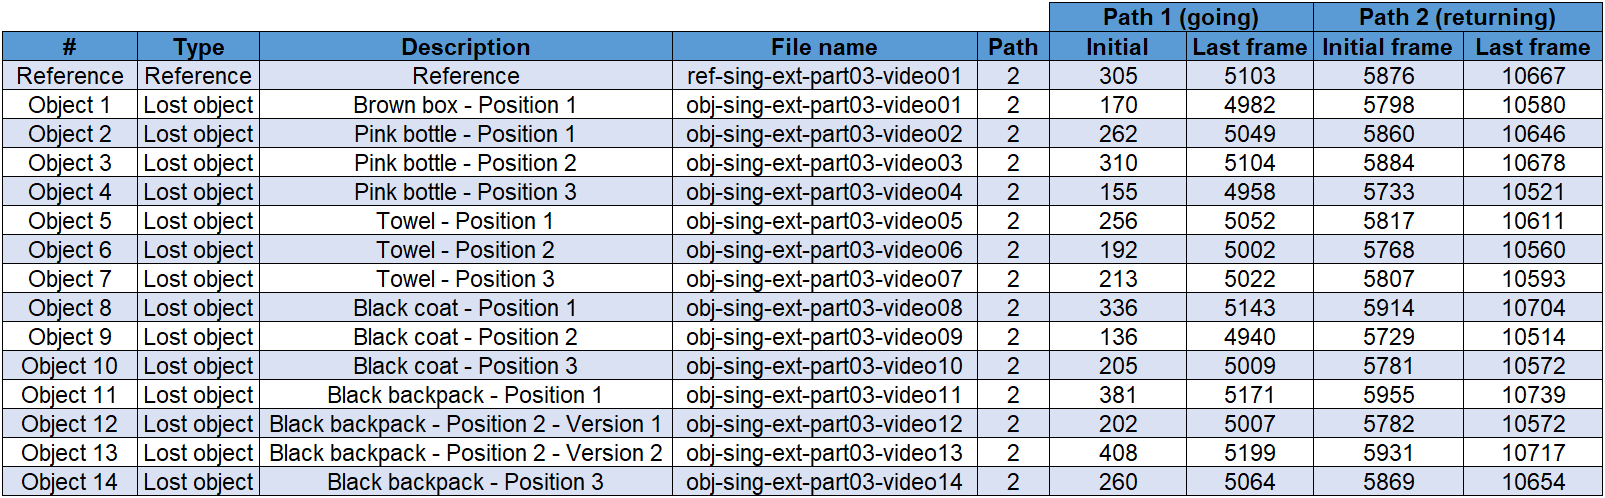 Path 1 (going) Path 2 (returning)
# Type Description File name Path Initial Last frame Initial frame Last frame
Reference Reference Reference ref-sing-ext-part03-video01 2 305 5103 5876 10667
Object 1 Lost object Brown box - Position 1 obj-sing-ext-part03-video01 2 170 4982 5798 10580
Object 2 Lost object Pink bottle - Position 1 obj-sing-ext-part03-video02 2 262 5049 5860 10646
Object 3 Lost object Pink bottle - Position 2 obj-sing-ext-part03-video03 2 310 5104 5884 10678
Object 4 Lost object Pink bottle - Position 3 obj-sing-ext-part03-video04 2 155 4958 5733 10521
Object 5 Lost object Towel - Position 1 obj-sing-ext-part03-video05 2 256 5052 5817 10611
Object 6 Lost object Towel - Position 2 obj-sing-ext-part03-video06 2 192 5002 5768 10560
Object 7 Lost object Towel - Position 3 obj-sing-ext-part03-video07 2 213 5022 5807 10593
Object 8 Lost object Black coat - Position 1 obj-sing-ext-part03-video08 2 336 5143 5914 10704
Object 9 Lost object Black coat - Position 2 obj-sing-ext-part03-video09 2 136 4940 5729 10514
Object 10 Lost object Black coat - Position 3 obj-sing-ext-part03-video10 2 205 5009 5781 10572
Object 11 Lost object Black backpack - Position 1 obj-sing-ext-part03-video11 2 381 5171 5955 10739
Object 12 Lost object Black backpack - Position 2 - Version 1 obj-sing-ext-part03-video12 2 202 5007 5782 10572
Object 13 Lost object Black backpack - Position 2 - Version 2 obj-sing-ext-part03-video13 2 408 5199 5931 10717
Object 14 Lost object Black backpack - Position 3 obj-sing-ext-part03-video14 2 260 5064 5869 10654